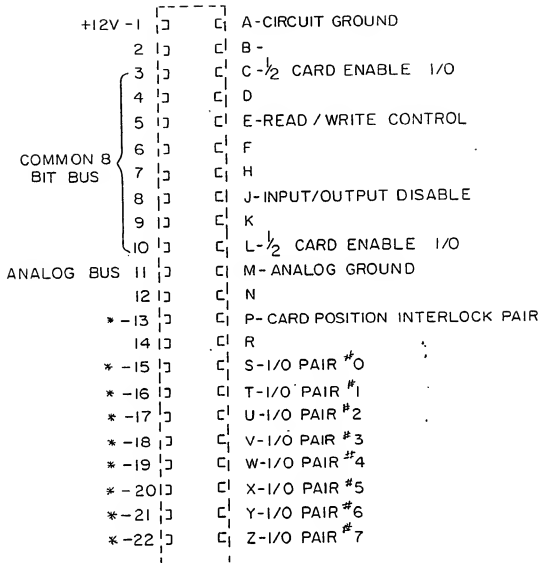 +12V -1 A-CIRCUIT GROUND
2 B -
3 C-1/2 CARD ENABLE I/O
4 D
5 E-READ / WRITE CONTROL
6 F
COMMON 8 BIT BUS
7 H
8 J-INPUT/OUTPUT DISABLE
9 K
10 L-1/2 CARD ENABLE I/O
ANALOG BUS 11 M-ANALOG GROUND
12 N
*-13 P-CARD POSITION INTERLOCK PAIR
14 R
*-15 S-I/O PAIR #0
*-16 T-I/O PAIR #1
*-17 U-I/O PAIR #2
*-18 V-I/O PAIR #3
*-19 W-I/O PAIR #4
*-20 X-I/O PAIR #5
*-21 Y-I/O PAIR #6
*-22 Z-I/O PAIR #7